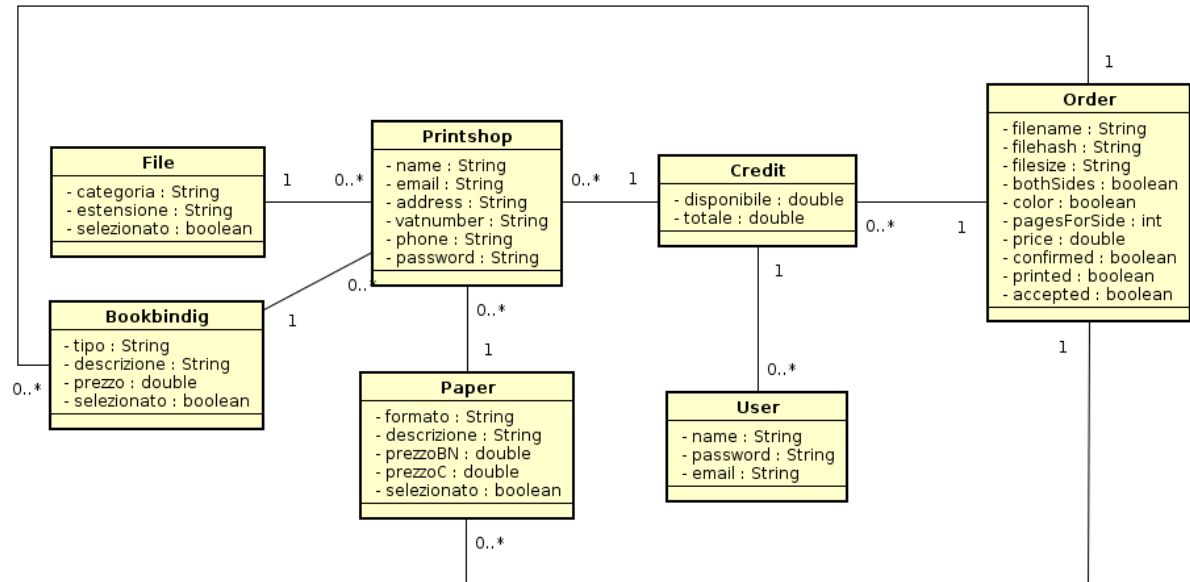 1
Order
- filename : String
- filehash : String
- filesize : String
- bothSides : boolean
- color : boolean
- pagesForSide : int
- price : double
- confirmed : boolean
- printed : boolean
- accepted : boolean
Printshop
- name : String
- email : String
- address : String
- vatnumber : String
- phone : String
- password : String
File
- categoria : String
- estensione : String
- selezionato : boolean
1
0..*
0..*
1
Credit
- disponibile : double
- totale : double
0..*
1
0..*
1
Bookbindig
- tipo : String
- descrizione : String
- prezzo : double
- selezionato : boolean
0..*
0..*
1
Paper
- formato : String
- descrizione : String
- prezzoBN : double
- prezzoC : double
- selezionato : boolean
0..*
1
0..*
User
- name : String
- password : String
- email : String
1